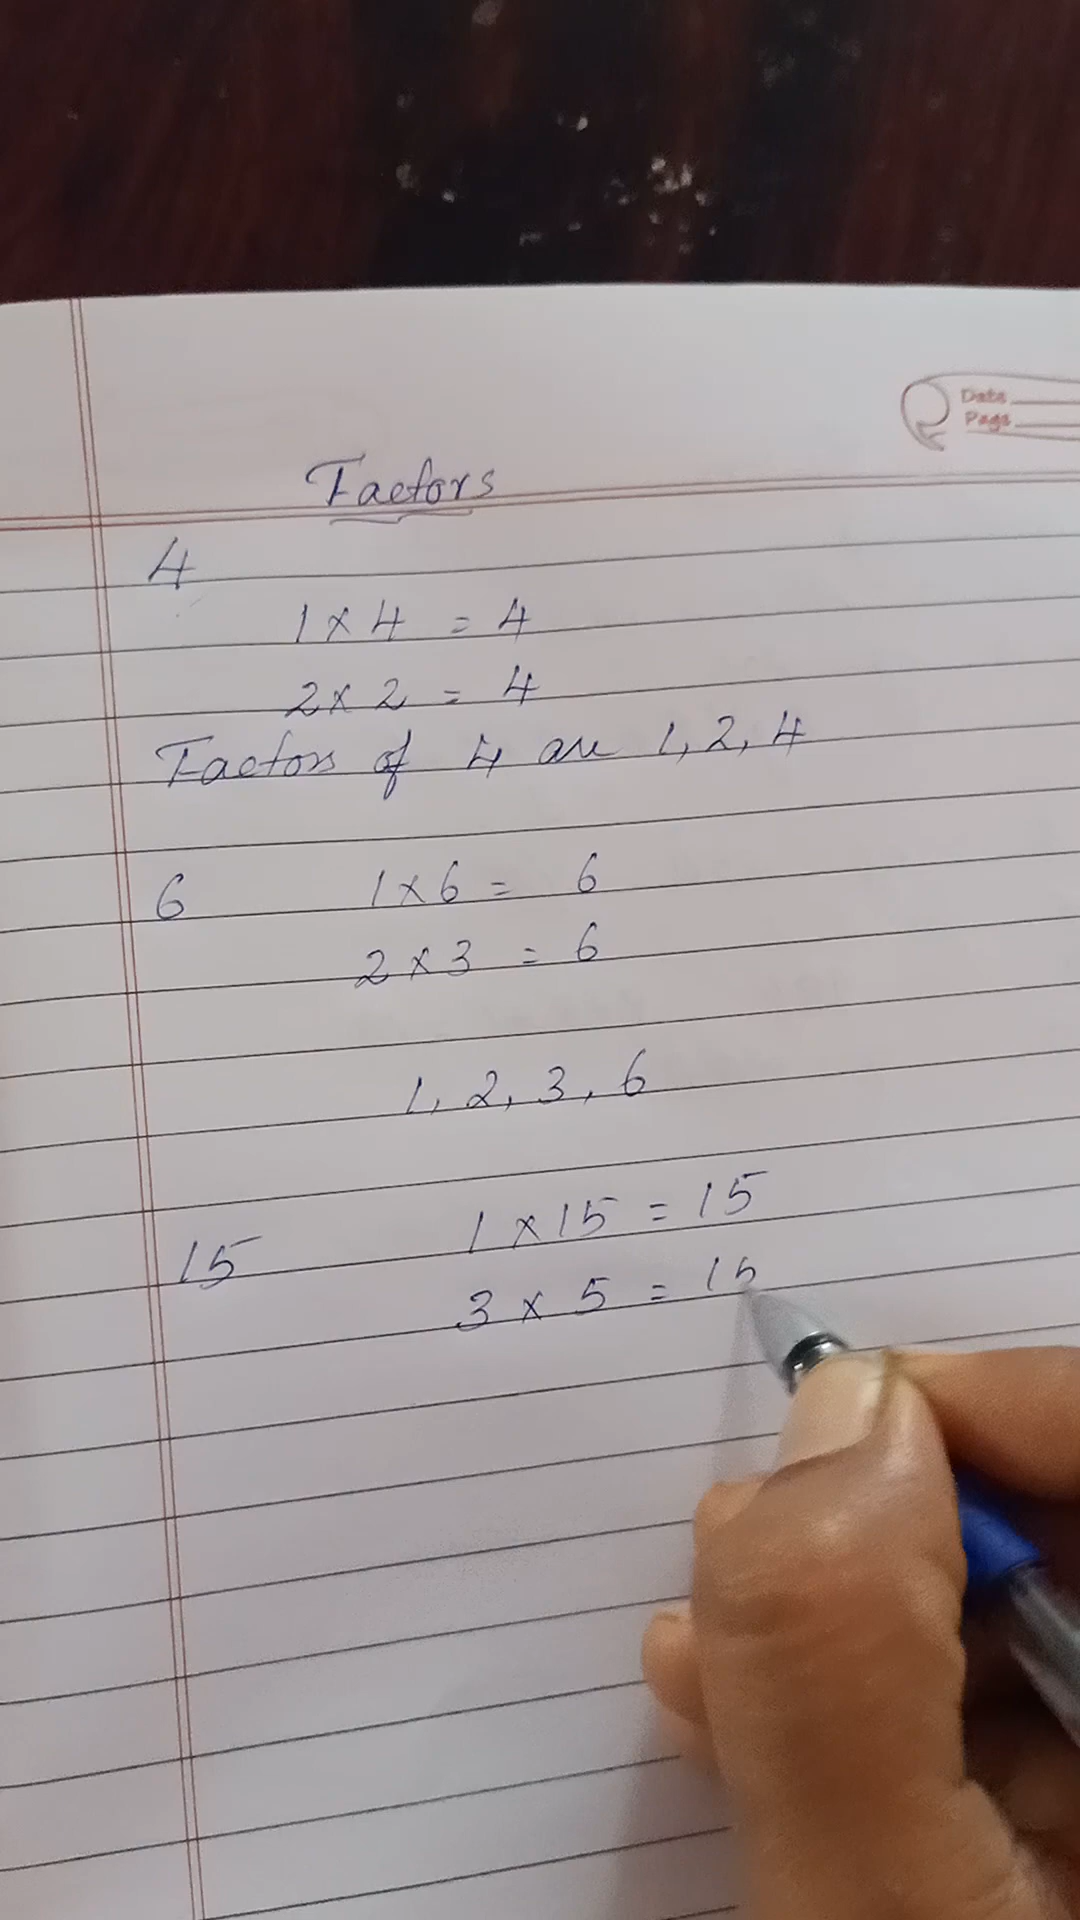 Date
Page
Factors
4
1 × 4 = 4
2 × 2 = 4
Factors of 4 are 1, 2, 4
6 1 × 6 = 6
2 × 3 = 6
1, 2, 3, 6
15 1 × 15 = 15
3 × 5 = 15